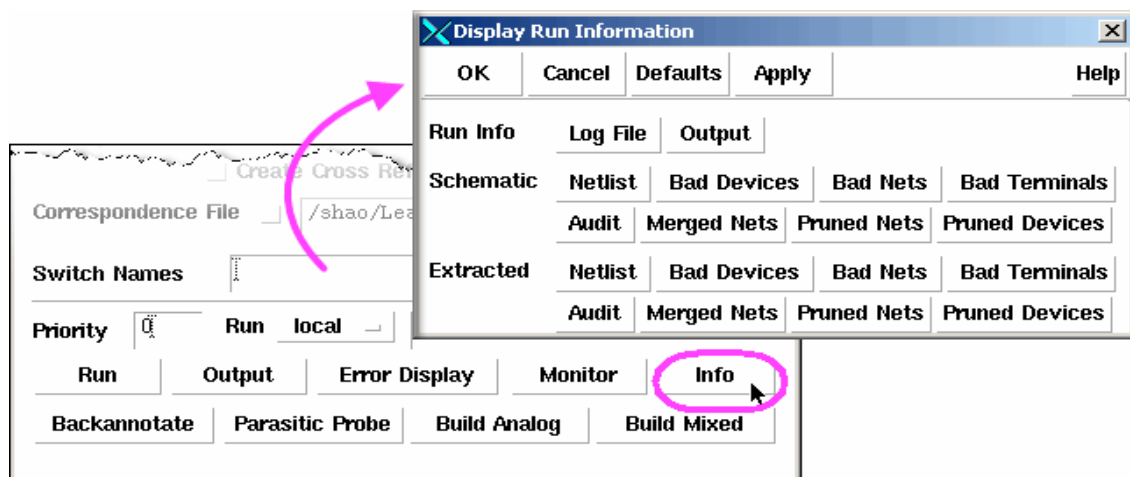 Display Run Information
OK Cancel Defaults Apply Help
Run Info Log File Output
Schematic Netlist Bad Devices Bad Nets Bad Terminals
Audit Merged Nets Pruned Nets Pruned Devices
Extracted Netlist Bad Devices Bad Nets Bad Terminals
Audit Merged Nets Pruned Nets Pruned Devices
Create Cross
Correspondence File /shao/Lea
Switch Names
Priority 0 Run local
Run Output Error Display Monitor Info
Backannotate Parasitic Probe Build Analog Build Mixed